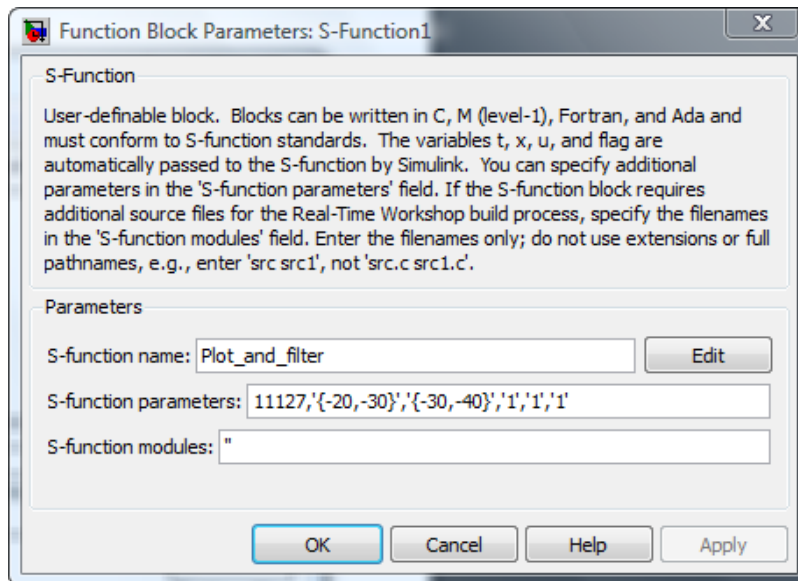 Function Block Parameters: S-Function1
X
S-Function
User-definable block.  Blocks can be written in C, M (level-1), Fortran, and Ada and
must conform to S-function standards.  The variables t, x, u, and flag are
automatically passed to the S-function by Simulink.  You can specify additional
parameters in the 'S-function parameters' field. If the S-function block requires
additional source files for the Real-Time Workshop build process, specify the filenames
in the 'S-function modules' field. Enter the filenames only; do not use extensions or full
pathnames, e.g., enter 'src src1', not 'src.c src1.c'.
Parameters
S-function name: Plot_and_filter Edit
S-function parameters: 11127,'{-20,-30}','{-30,-40}','1','1','1'
S-function modules: ''
OK Cancel Help Apply